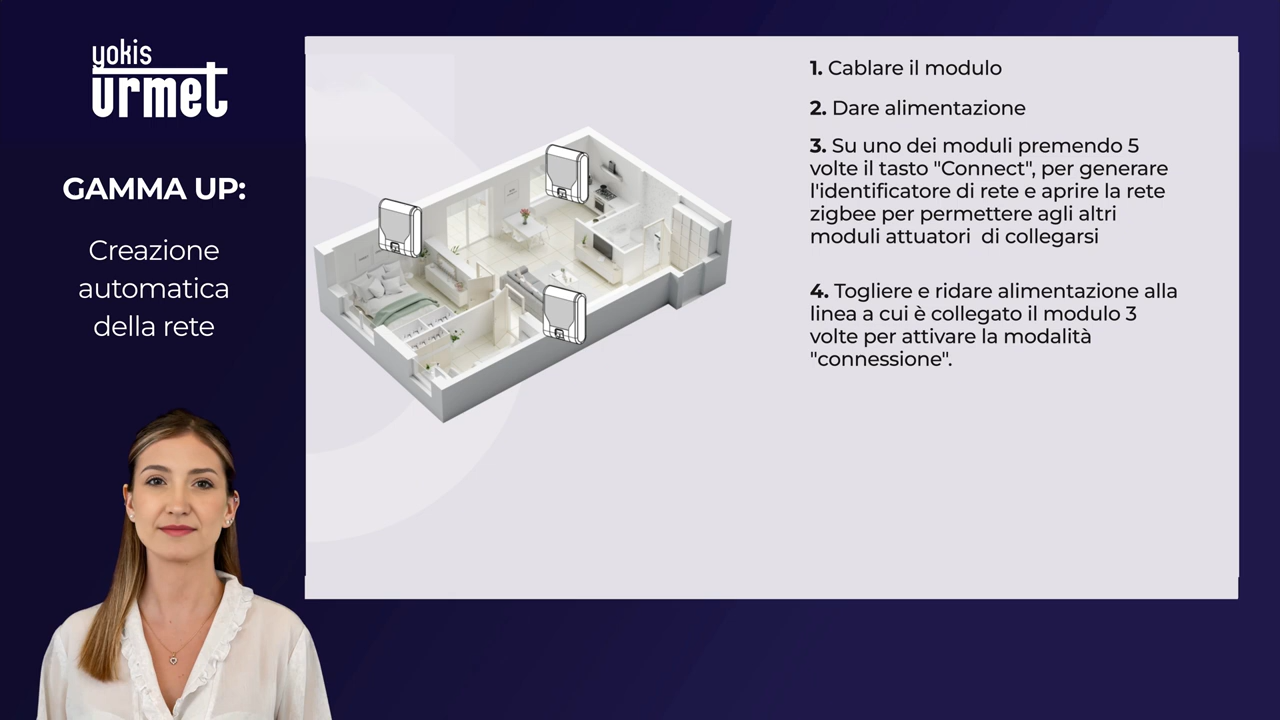 yokis
urmet
GAMMA UP:
Creazione
automatica
della rete
1. Cablare il modulo
2. Dare alimentazione
3. Su uno dei moduli premendo 5
volte il tasto "Connect", per generare
l'identificatore di rete e aprire la rete
zigbee per permettere agli altri
moduli attuatori di collegarsi
4. Togliere e ridare alimentazione alla
linea a cui è collegato il modulo 3
volte per attivare la modalità
"connessione".